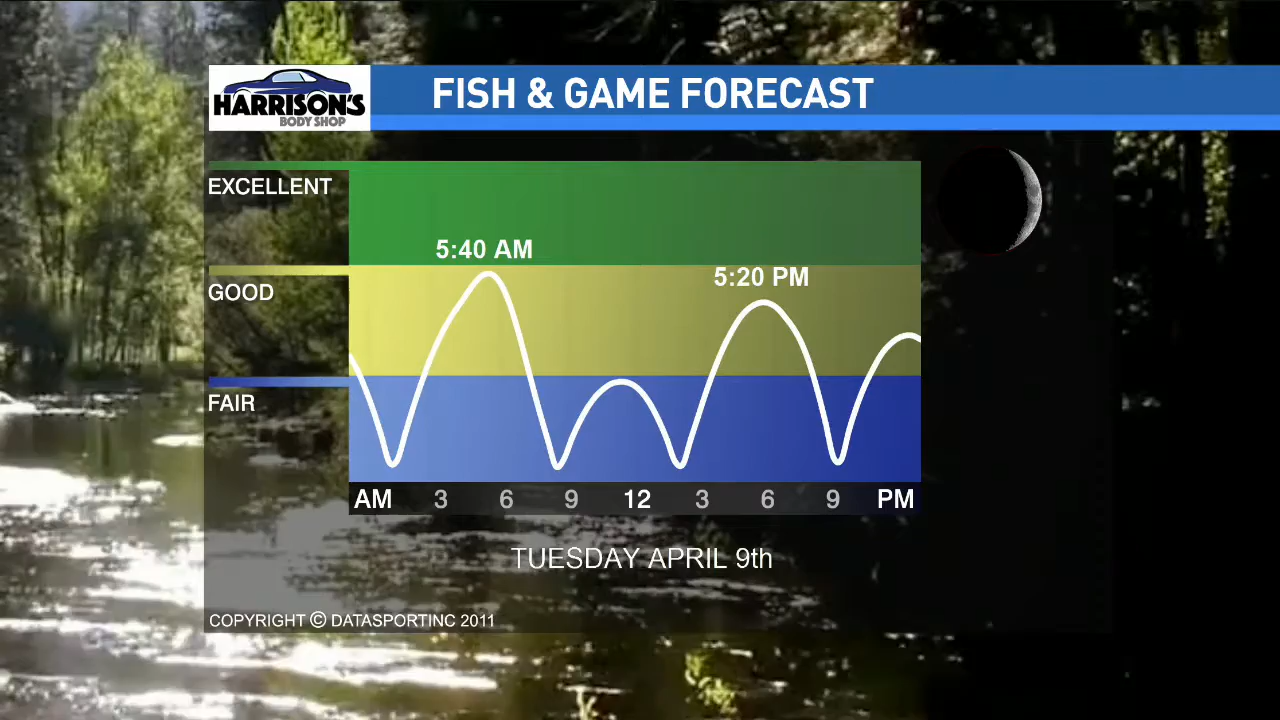 HARRISON'S
BODY SHOP
FISH & GAME FORECAST
EXCELLENT
5:40 AM
5:20 PM
GOOD
FAIR
AM 3 6 9 12 3 6 9 PM
TUESDAY APRIL 9th
COPYRIGHT © DATASPORTINC 2011